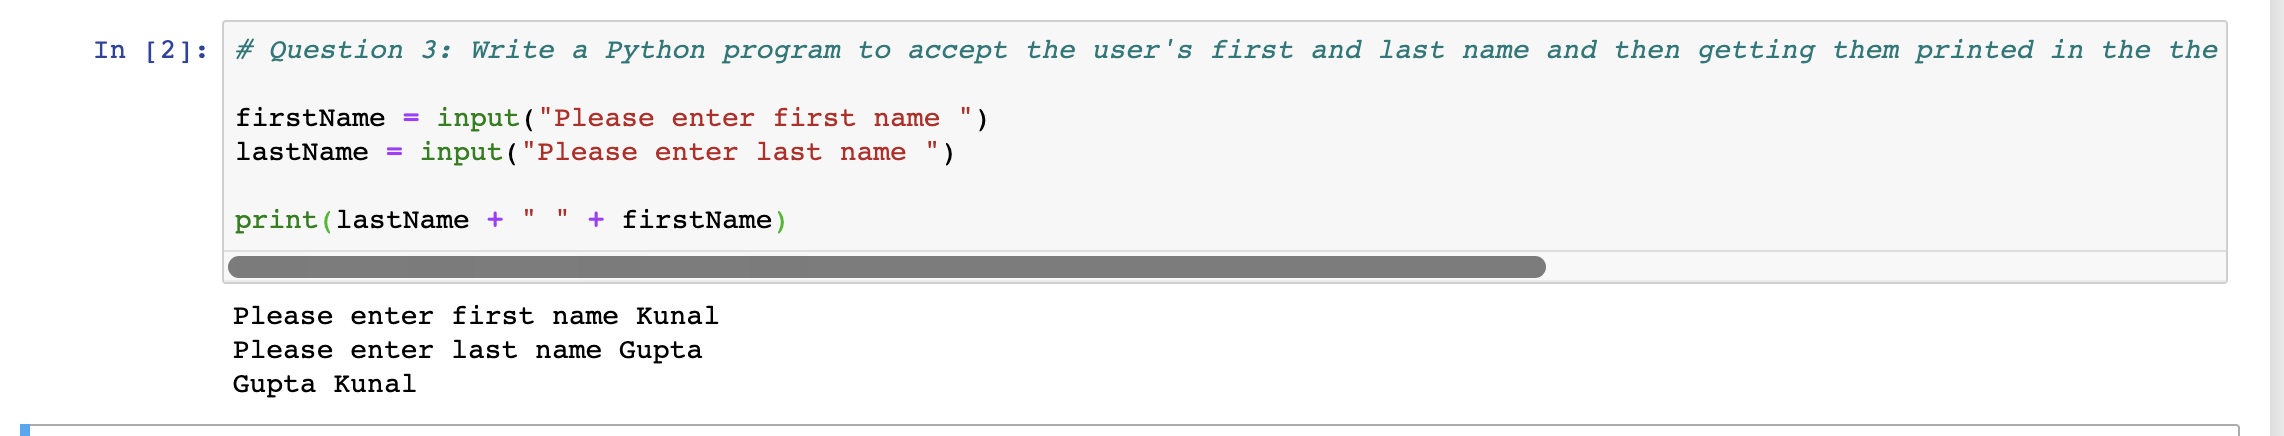 In [2]: # Question 3: Write a Python program to accept the user's first and last name and then getting them printed in the the
firstName = input("Please enter first name ")
lastName = input("Please enter last name ")
print(lastName + " " + firstName)
Please enter first name Kunal
Please enter last name Gupta
Gupta Kunal